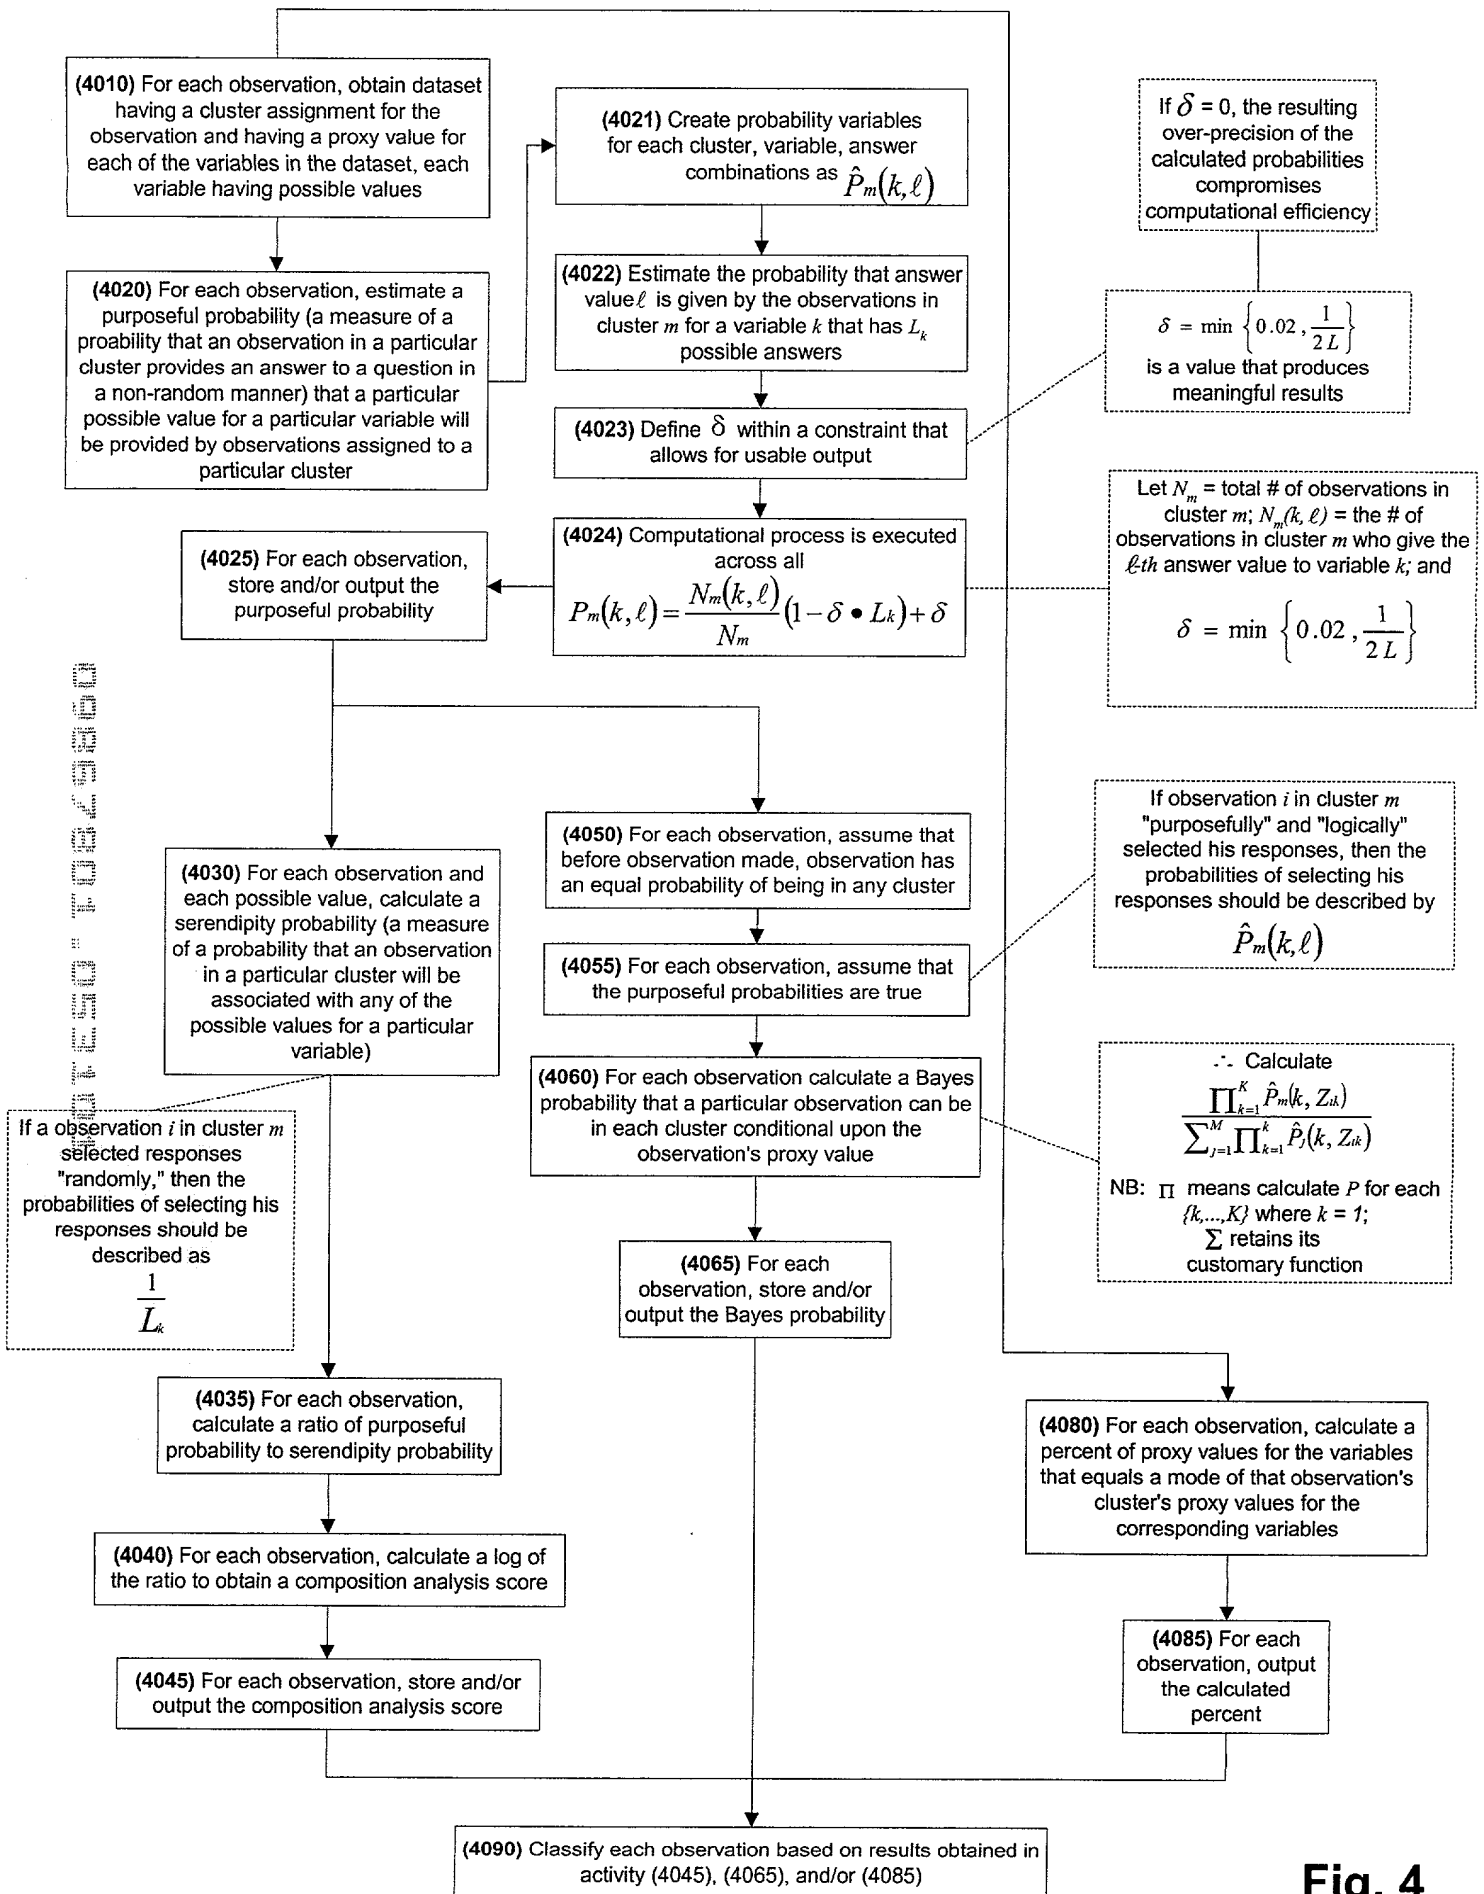 (4010) For each observation, obtain dataset
having a cluster assignment for the
observation and having a proxy value for
each of the variables in the dataset, each
variable having possible values
(4020) For each observation, estimate a
purposeful probability (a measure of a
proability that an observation in a particular
cluster provides an answer to a question in
a non-random manner) that a particular
possible value for a particular variable will
be provided by observations assigned to a
particular cluster
(4021) Create probability variables
for each cluster, variable, answer
combinations as P̂m(k,ℓ)
(4022) Estimate the probability that answer
value ℓ is given by the observations in
cluster m for a variable k that has Lk
possible answers
(4023) Define δ within a constraint that
allows for usable output
(4024) Computational process is executed
across all
Pm(k,ℓ) = Nm(k,ℓ)/Nm (1−δ • Lk)+δ
(4025) For each observation,
store and/or output the
purposeful probability
If δ = 0, the resulting
over-precision of the
calculated probabilities
compromises
computational efficiency
δ = min {0.02, 1/2L}
is a value that produces
meaningful results
Let Nm = total # of observations in
cluster m; Nm(k, ℓ) = the # of
observations in cluster m who give the
ℓ-th answer value to variable k; and
δ = min {0.02, 1/2L}
(4030) For each observation and
each possible value, calculate a
serendipity probability (a measure
of a probability that an observation
in a particular cluster will be
associated with any of the
possible values for a particular
variable)
If a observation i in cluster m
selected responses
"randomly," then the
probabilities of selecting his
responses should be
described as
1/Lk
(4035) For each observation,
calculate a ratio of purposeful
probability to serendipity probability
(4040) For each observation, calculate a log of
the ratio to obtain a composition analysis score
(4045) For each observation, store and/or
output the composition analysis score
(4050) For each observation, assume that
before observation made, observation has
an equal probability of being in any cluster
(4055) For each observation, assume that
the purposeful probabilities are true
(4060) For each observation calculate a Bayes
probability that a particular observation can be
in each cluster conditional upon the
observation's proxy value
(4065) For each
observation, store and/or
output the Bayes probability
If observation i in cluster m
"purposefully" and "logically"
selected his responses, then the
probabilities of selecting his
responses should be described by
P̂m(k,ℓ)
∴ Calculate
∏k=1^K P̂m(k, Zik)
∑j=1^M ∏k=1^k P̂j(k, Zik)
NB: ∏ means calculate P for each
{k,...,K} where k = 1;
∑ retains its
customary function
(4080) For each observation, calculate a
percent of proxy values for the variables
that equals a mode of that observation's
cluster's proxy values for the
corresponding variables
(4085) For each
observation, output
the calculated
percent
(4090) Classify each observation based on results obtained in
activity (4045), (4065), and/or (4085)
Fig. 4